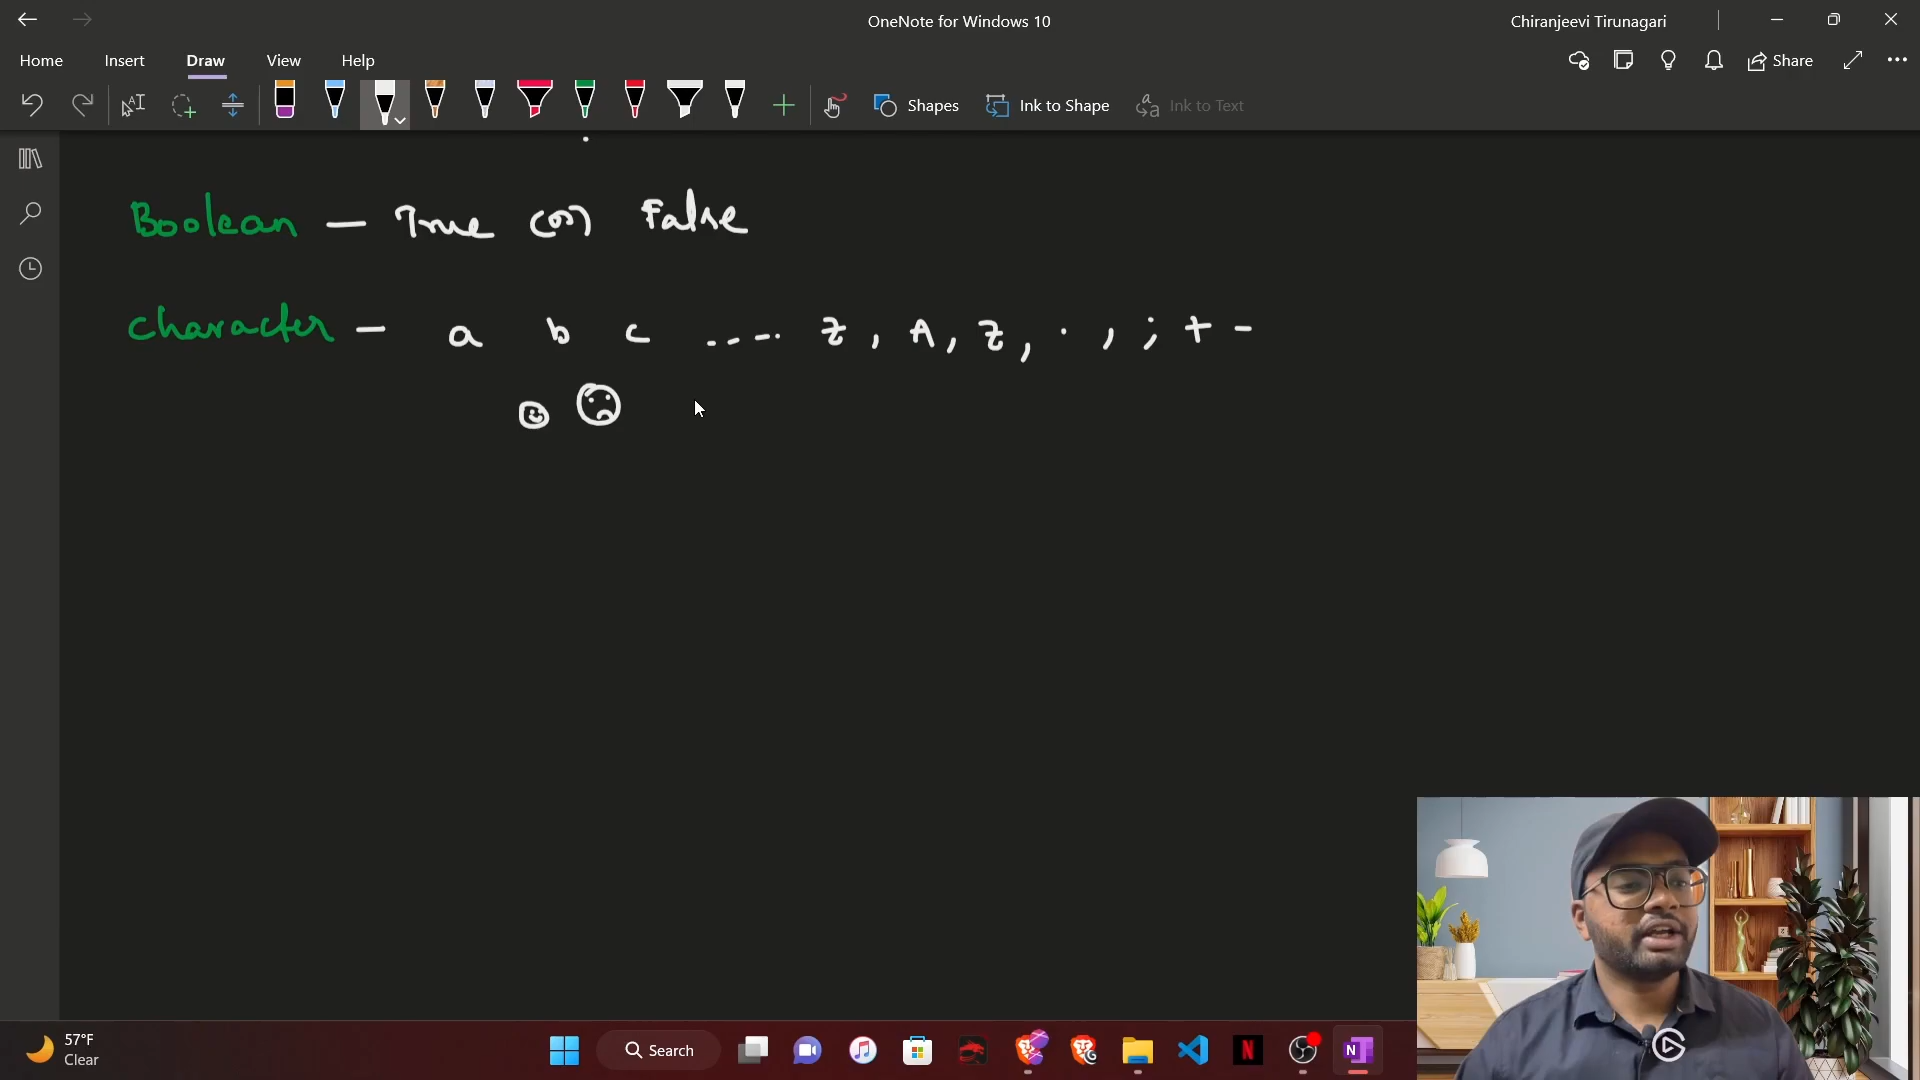 OneNote for Windows 10
Chiranjeevi Tirunagari
Home Insert Draw View Help
Share
Shapes Ink to Shape Ink to Text
Boolean — True (or) False
character — a b c ..... z , A, z, . , ; + -
57°F
Clear
Search